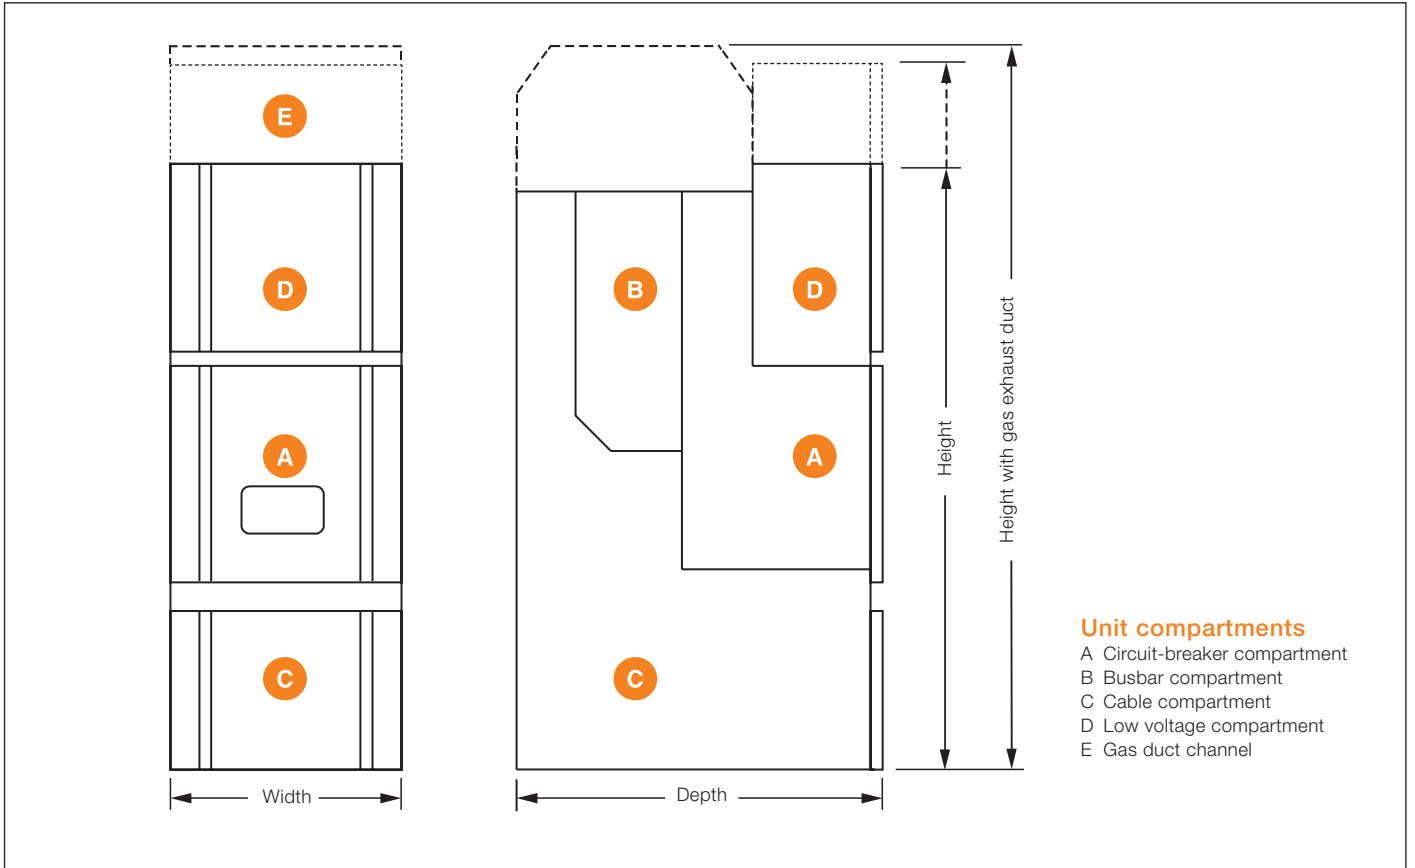 E
D
B
D
A
A
C
C
Height
Height with gas exhaust duct
Width
Depth
Unit compartments
A Circuit-breaker compartment
B Busbar compartment
C Cable compartment
D Low voltage compartment
E Gas duct channel